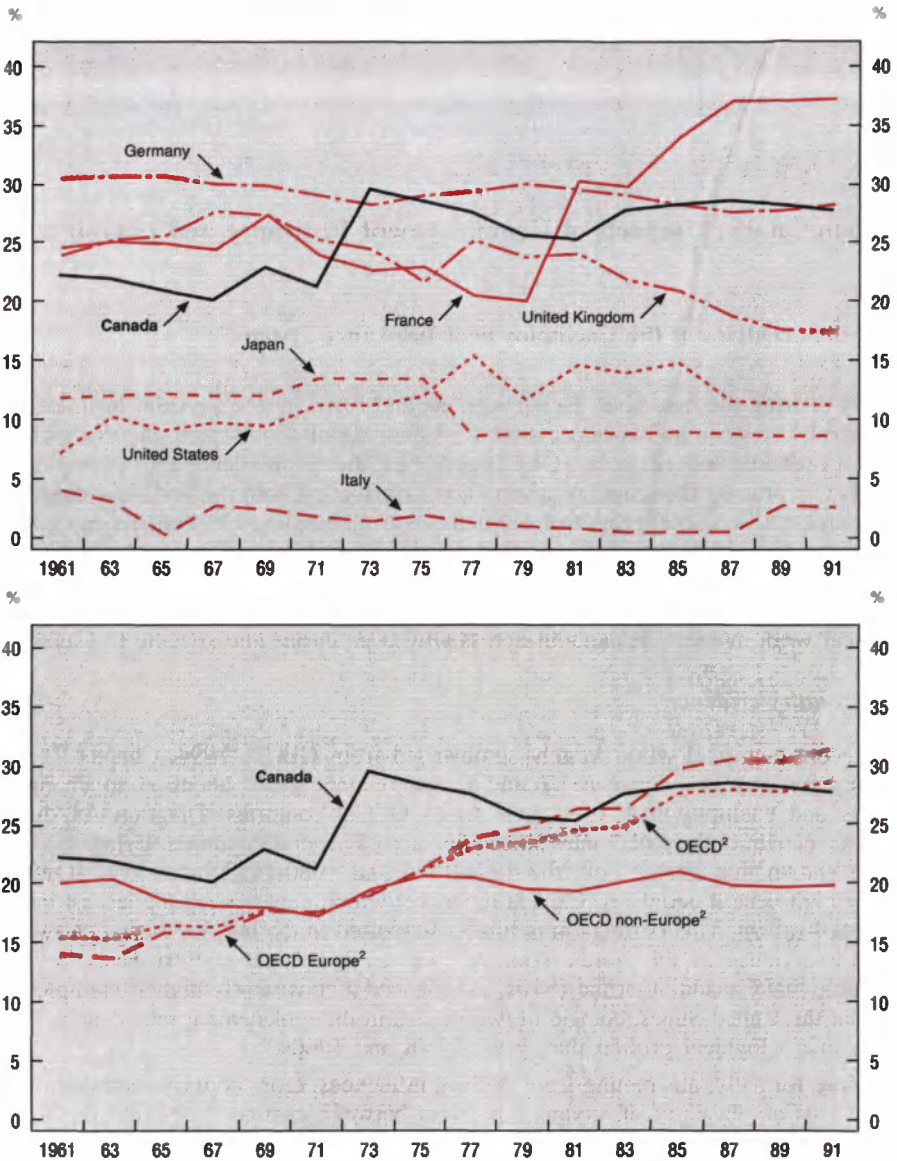 % %
40 40
35 35
Germany
30 30
25 25
20 20
Canada France United Kingdom
Japan
15 15
10 10
United States
Italy
5 5
0 0
1961 63 65 67 69 71 73 75 77 79 81 83 85 87 89 91
% %
40 40
35 35
30 30
Canada
25 25
OECD²
20 20
OECD non-Europe²
15 15
OECD Europe²
10 10
5 5
0 0
1961 63 65 67 69 71 73 75 77 79 81 83 85 87 89 91